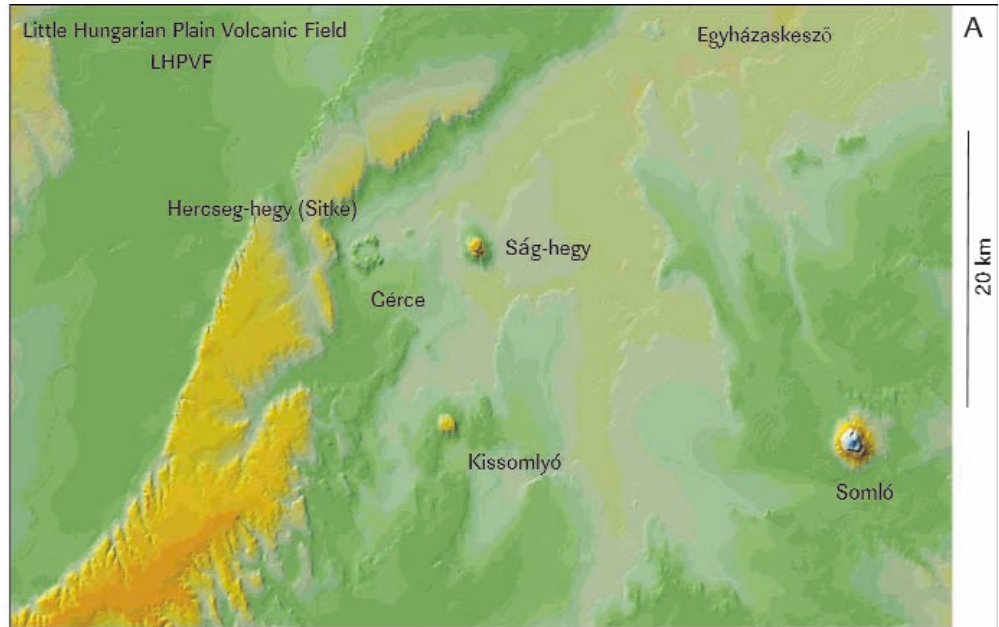 Little Hungarian Plain Volcanic Field
LHPVF
Egyházaskesző
A
Hercseg-hegy (Sitke)
Ság-hegy
Gérce
20 km
Kissomlyó
Somló